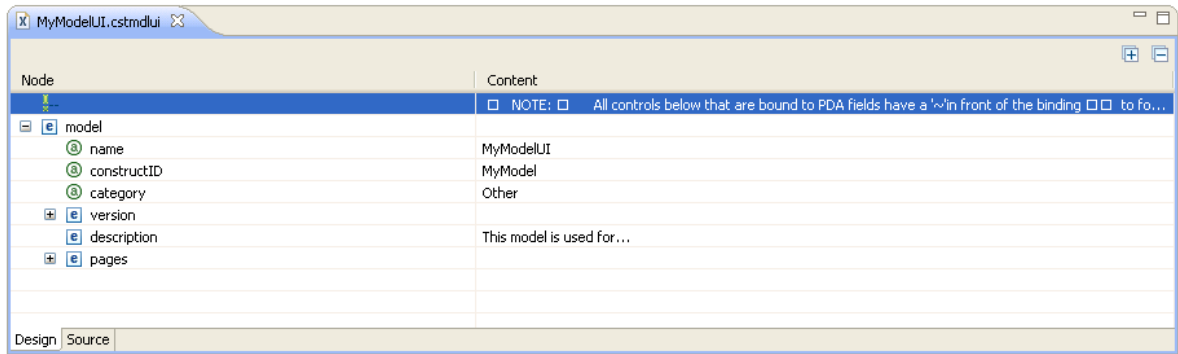 MyModelUI.cstmdlui
Node Content
NOTE: All controls below that are bound to PDA fields have a '~'in front of the binding to fo...
model
name MyModelUI
constructID MyModel
category Other
version
description This model is used for...
pages
Design Source